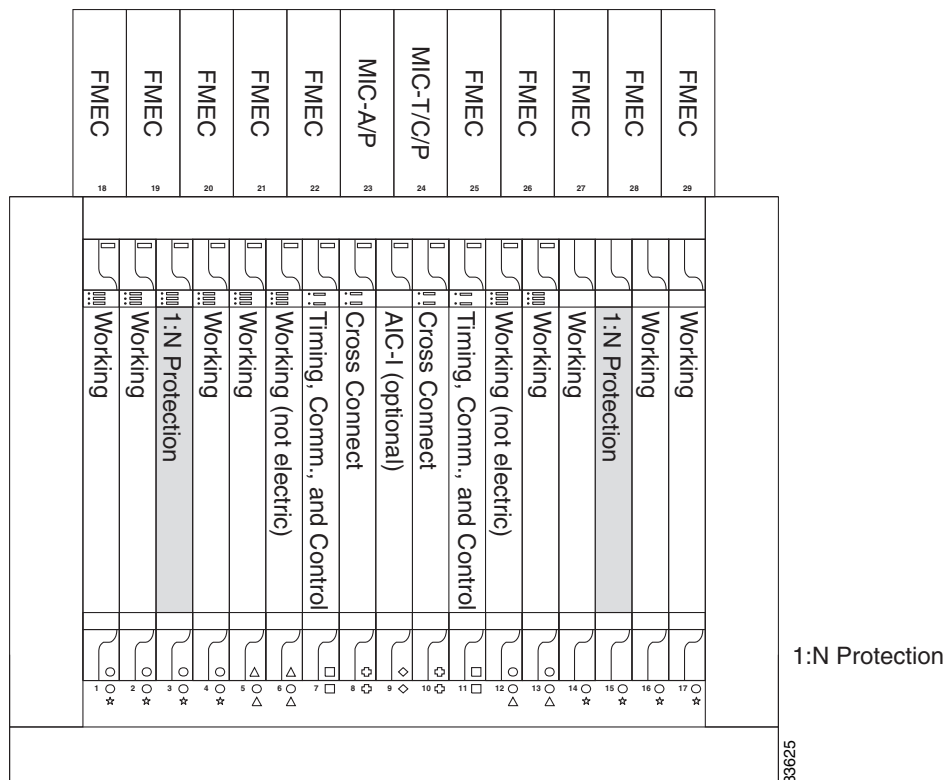 FMEC
FMEC
FMEC
FMEC
FMEC
MIC-A/P
MIC-T/C/P
FMEC
FMEC
FMEC
FMEC
FMEC
18
19
20
21
22
23
24
25
26
27
28
29
Working
Working
1:N Protection
Working
Working
Working (not electric)
Timing, Comm., and Control
Cross Connect
AIC-I (optional)
Cross Connect
Timing, Comm., and Control
Working (not electric)
Working
Working
1:N Protection
Working
Working
1
2
3
4
5
6
7
8
9
10
11
12
13
14
15
16
17
1:N Protection